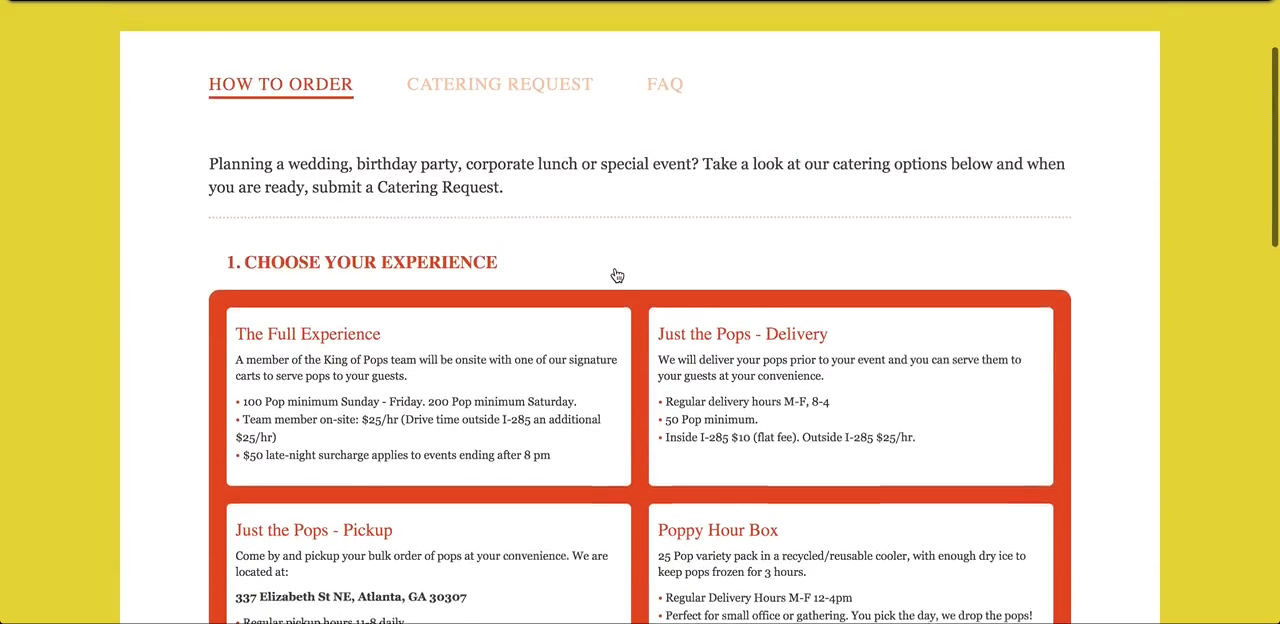 HOW TO ORDER CATERING REQUEST FAQ
Planning a wedding, birthday party, corporate lunch or special event? Take a look at our catering options below and when
you are ready, submit a Catering Request.
1. CHOOSE YOUR EXPERIENCE
The Full Experience
A member of the King of Pops team will be onsite with one of our signature
carts to serve pops to your guests.
• 100 Pop minimum Sunday - Friday. 200 Pop minimum Saturday.
• Team member on-site: $25/hr (Drive time outside I-285 an additional
$25/hr)
• $50 late-night surcharge applies to events ending after 8 pm
Just the Pops - Delivery
We will deliver your pops prior to your event and you can serve them to
your guests at your convenience.
• Regular delivery hours M-F, 8-4
• 50 Pop minimum.
• Inside I-285 $10 (flat fee). Outside I-285 $25/hr.
Just the Pops - Pickup
Come by and pickup your bulk order of pops at your convenience. We are
located at:
337 Elizabeth St NE, Atlanta, GA 30307
• Regular pickup hours 11-8 daily
Poppy Hour Box
25 Pop variety pack in a recycled/reusable cooler, with enough dry ice to
keep pops frozen for 3 hours.
• Regular Delivery Hours M-F 12-4pm
• Perfect for small office or gathering. You pick the day, we drop the pops!